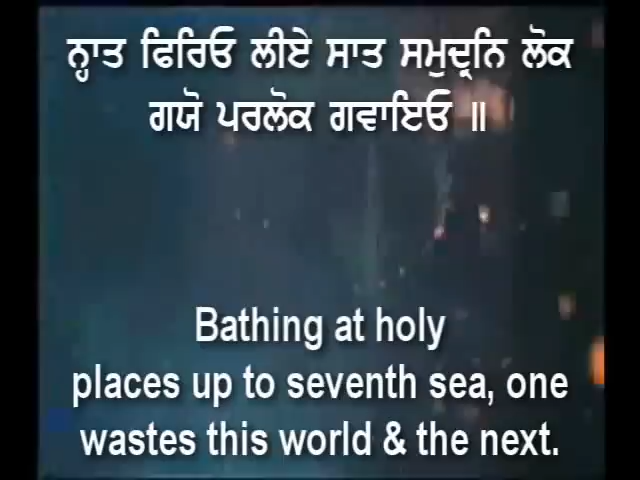 ਨ੍ਹਾਤ ਫਿਰਿਓ ਲੀਏ ਸਾਤ ਸਮੁਦ੍ਰਨਿ ਲੋਕ
ਗਯੋ ਪਰਲੋਕ ਗਵਾਇਓ ॥
Bathing at holy
places up to seventh sea, one
wastes this world & the next.